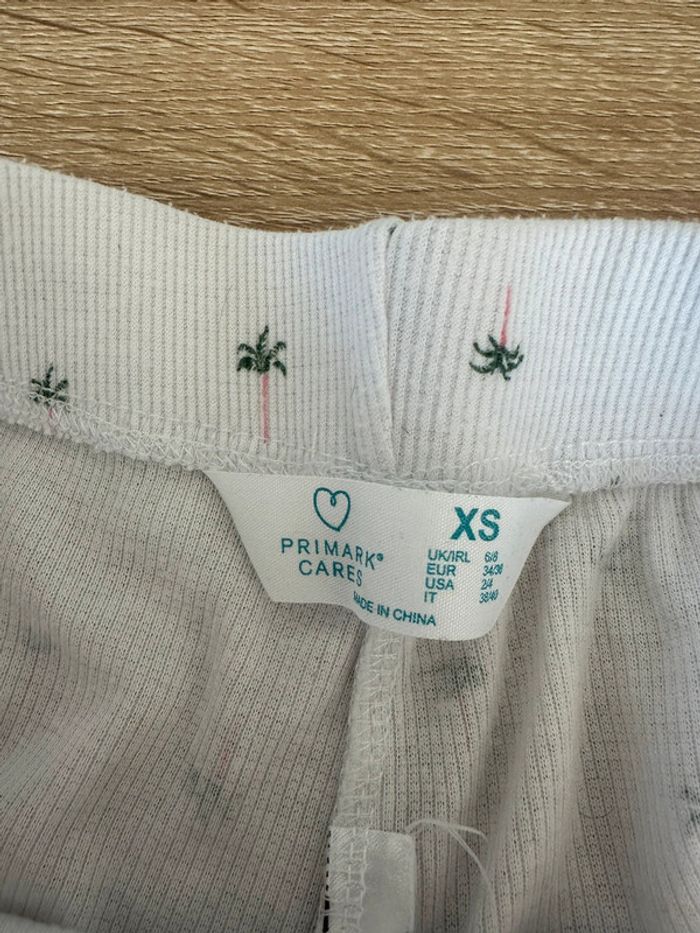 PRIMARK®
CARES
XS
UK/IRL 6/8
EUR 34/36
USA 2/4
IT 38/40
MADE IN CHINA